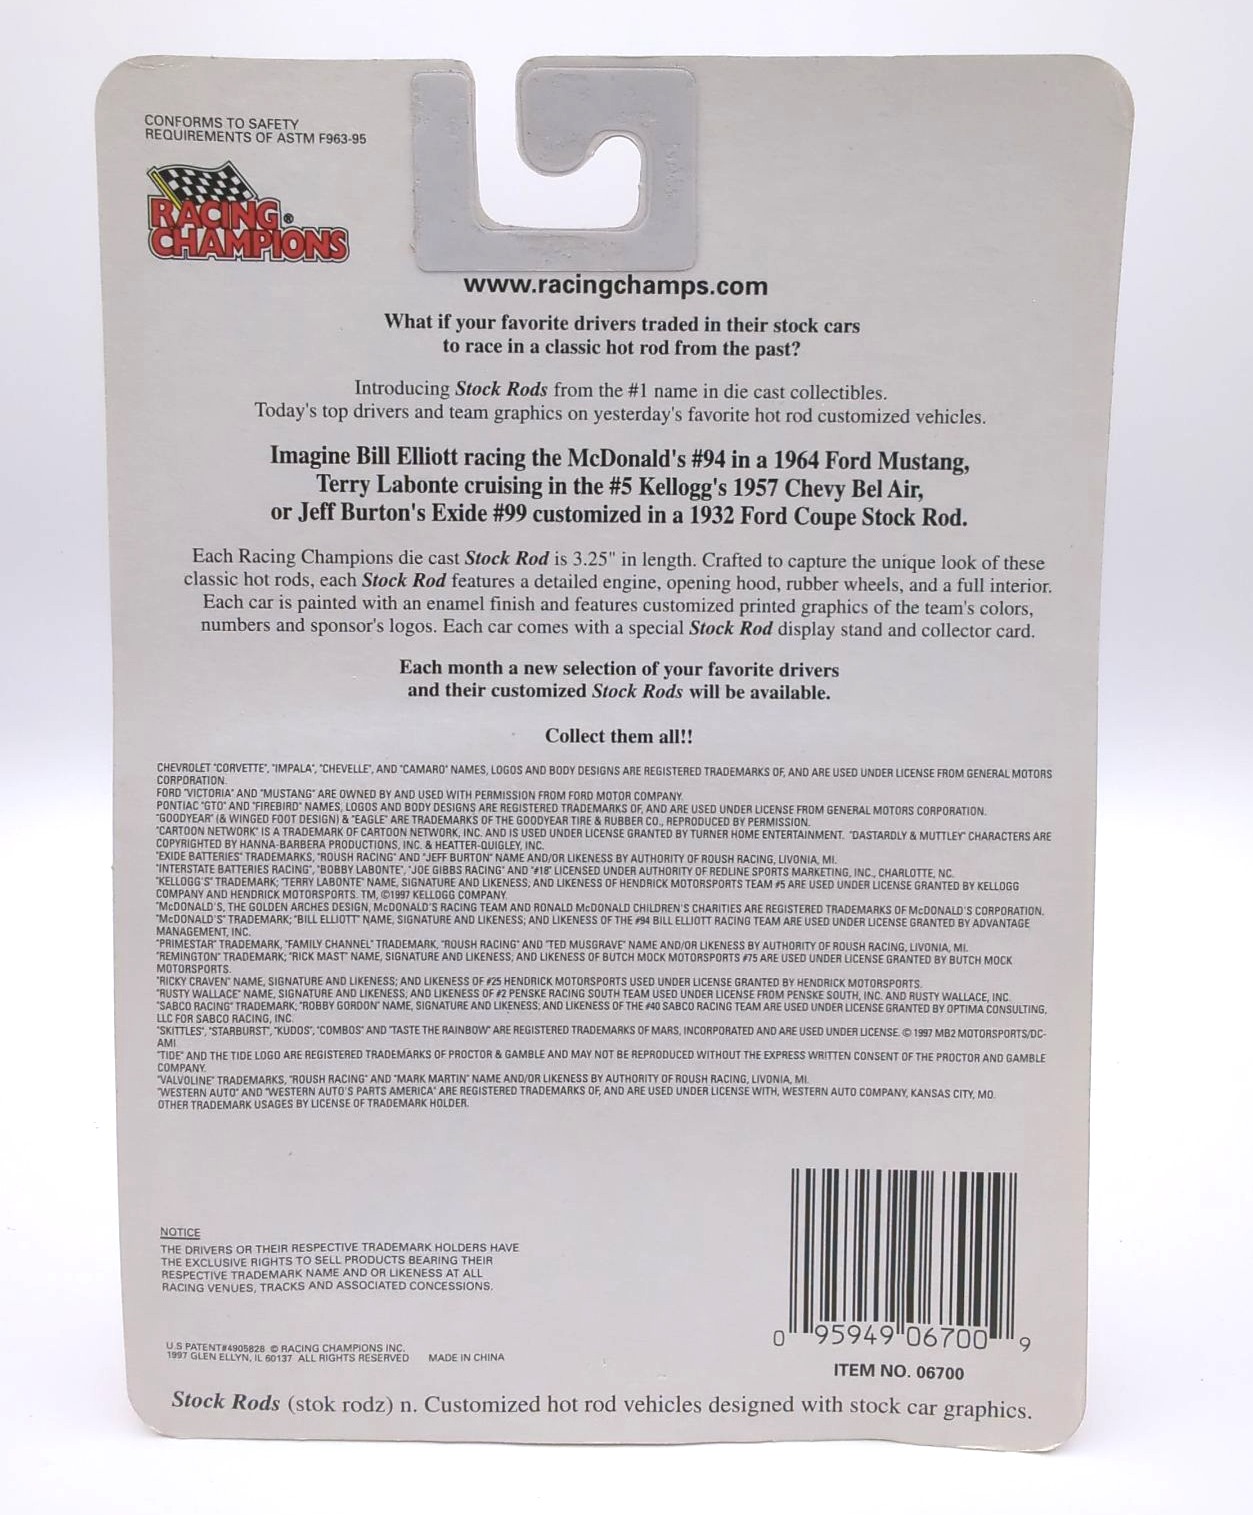 CONFORMS TO SAFETY
REQUIREMENTS OF ASTM F963-95
RACING ®
CHAMPIONS
www.racingchamps.com
What if your favorite drivers traded in their stock cars
to race in a classic hot rod from the past?
Introducing Stock Rods from the #1 name in die cast collectibles.
Today's top drivers and team graphics on yesterday's favorite hot rod customized vehicles.
Imagine Bill Elliott racing the McDonald's #94 in a 1964 Ford Mustang,
Terry Labonte cruising in the #5 Kellogg's 1957 Chevy Bel Air,
or Jeff Burton's Exide #99 customized in a 1932 Ford Coupe Stock Rod.
Each Racing Champions die cast Stock Rod is 3.25" in length. Crafted to capture the unique look of these
classic hot rods, each Stock Rod features a detailed engine, opening hood, rubber wheels, and a full interior.
Each car is painted with an enamel finish and features customized printed graphics of the team's colors,
numbers and sponsor's logos. Each car comes with a special Stock Rod display stand and collector card.
Each month a new selection of your favorite drivers
and their customized Stock Rods will be available.
Collect them all!!
CHEVROLET "CORVETTE", "IMPALA", "CHEVELLE", AND "CAMARO" NAMES, LOGOS AND BODY DESIGNS ARE REGISTERED TRADEMARKS OF, AND ARE USED UNDER LICENSE FROM GENERAL MOTORS
CORPORATION.
FORD "VICTORIA" AND "MUSTANG" ARE OWNED BY AND USED WITH PERMISSION FROM FORD MOTOR COMPANY.
PONTIAC "GTO" AND "FIREBIRD" NAMES, LOGOS AND BODY DESIGNS ARE REGISTERED TRADEMARKS OF, AND ARE USED UNDER LICENSE FROM GENERAL MOTORS CORPORATION.
"GOODYEAR" (& WINGED FOOT DESIGN) & "EAGLE" ARE TRADEMARKS OF THE GOODYEAR TIRE & RUBBER CO., REPRODUCED BY PERMISSION.
"CARTOON NETWORK" IS A TRADEMARK OF CARTOON NETWORK, INC. AND IS USED UNDER LICENSE GRANTED BY TURNER HOME ENTERTAINMENT. "DASTARDLY & MUTTLEY" CHARACTERS ARE
COPYRIGHTED BY HANNA-BARBERA PRODUCTIONS, INC. & HEATTER-QUIGLEY, INC.
"EXIDE BATTERIES" TRADEMARKS, "ROUSH RACING" AND "JEFF BURTON" NAME AND/OR LIKENESS BY AUTHORITY OF ROUSH RACING, LIVONIA, MI.
"INTERSTATE BATTERIES RACING", "BOBBY LABONTE", "JOE GIBBS RACING" AND "#18" LICENSED UNDER AUTHORITY OF REDLINE SPORTS MARKETING, INC., CHARLOTTE, NC.
"KELLOGG'S" TRADEMARK; "TERRY LABONTE" NAME, SIGNATURE AND LIKENESS; AND LIKENESS OF HENDRICK MOTORSPORTS TEAM #5 ARE USED UNDER LICENSE GRANTED BY KELLOGG
COMPANY AND HENDRICK MOTORSPORTS. TM, ©1997 KELLOGG COMPANY.
"McDONALD'S, THE GOLDEN ARCHES DESIGN, McDONALD'S RACING TEAM AND RONALD McDONALD CHILDREN'S CHARITIES ARE REGISTERED TRADEMARKS OF McDONALD'S CORPORATION.
"McDONALD'S" TRADEMARK; "BILL ELLIOTT" NAME, SIGNATURE AND LIKENESS; AND LIKENESS OF THE #94 BILL ELLIOTT RACING TEAM ARE USED UNDER LICENSE GRANTED BY ADVANTAGE
MANAGEMENT, INC.
"PRIMESTAR" TRADEMARK, "FAMILY CHANNEL" TRADEMARK, "ROUSH RACING" AND "TED MUSGRAVE" NAME AND/OR LIKENESS BY AUTHORITY OF ROUSH RACING, LIVONIA, MI.
"REMINGTON" TRADEMARK; "RICK MAST" NAME, SIGNATURE AND LIKENESS; AND LIKENESS OF BUTCH MOCK MOTORSPORTS #75 ARE USED UNDER LICENSE GRANTED BY BUTCH MOCK
MOTORSPORTS.
"RICKY CRAVEN" NAME, SIGNATURE AND LIKENESS; AND LIKENESS OF #25 HENDRICK MOTORSPORTS USED UNDER LICENSE GRANTED BY HENDRICK MOTORSPORTS.
"RUSTY WALLACE" NAME, SIGNATURE AND LIKENESS; AND LIKENESS OF #2 PENSKE RACING SOUTH TEAM USED UNDER LICENSE FROM PENSKE SOUTH, INC. AND RUSTY WALLACE, INC.
"SABCO RACING" TRADEMARK; "ROBBY GORDON" NAME, SIGNATURE AND LIKENESS; AND LIKENESS OF THE #40 SABCO RACING TEAM ARE USED UNDER LICENSE GRANTED BY OPTIMA CONSULTING,
LLC FOR SABCO RACING, INC.
"SKITTLES", "STARBURST", "KUDOS", "COMBOS" AND "TASTE THE RAINBOW" ARE REGISTERED TRADEMARKS OF MARS, INCORPORATED AND ARE USED UNDER LICENSE. © 1997 MB2 MOTORSPORTS/DC-
AMI.
"TIDE" AND THE TIDE LOGO ARE REGISTERED TRADEMARKS OF PROCTOR & GAMBLE AND MAY NOT BE REPRODUCED WITHOUT THE EXPRESS WRITTEN CONSENT OF THE PROCTOR AND GAMBLE
COMPANY.
"VALVOLINE" TRADEMARKS, "ROUSH RACING" AND "MARK MARTIN" NAME AND/OR LIKENESS BY AUTHORITY OF ROUSH RACING, LIVONIA, MI.
"WESTERN AUTO" AND "WESTERN AUTO'S PARTS AMERICA" ARE REGISTERED TRADEMARKS OF, AND ARE USED UNDER LICENSE WITH, WESTERN AUTO COMPANY, KANSAS CITY, MO.
OTHER TRADEMARK USAGES BY LICENSE OF TRADEMARK HOLDER.
NOTICE
THE DRIVERS OR THEIR RESPECTIVE TRADEMARK HOLDERS HAVE
THE EXCLUSIVE RIGHTS TO SELL PRODUCTS BEARING THEIR
RESPECTIVE TRADEMARK NAME AND OR LIKENESS AT ALL
RACING VENUES, TRACKS AND ASSOCIATED CONCESSIONS.
U.S PATENT#4905828 © RACING CHAMPIONS INC.
1997 GLEN ELLYN, IL 60137 ALL RIGHTS RESERVED MADE IN CHINA
0 95949 06700 9
ITEM NO. 06700
Stock Rods (stok rodz) n. Customized hot rod vehicles designed with stock car graphics.